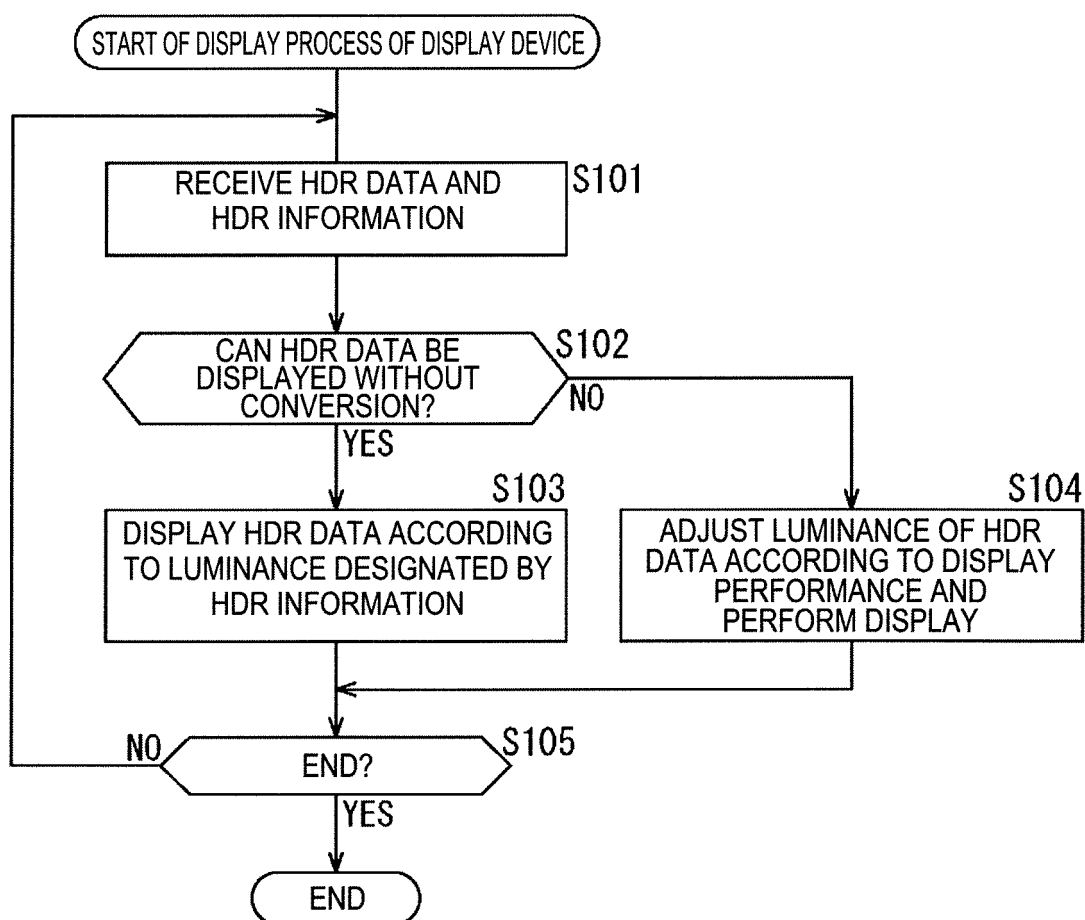 START OF DISPLAY PROCESS OF DISPLAY DEVICE
RECEIVE HDR DATA AND
HDR INFORMATION
S101
CAN HDR DATA BE
DISPLAYED WITHOUT
CONVERSION?
S102
NO
YES
S103
DISPLAY HDR DATA ACCORDING
TO LUMINANCE DESIGNATED BY
HDR INFORMATION
S104
ADJUST LUMINANCE OF HDR
DATA ACCORDING TO DISPLAY
PERFORMANCE AND
PERFORM DISPLAY
NO
END?
S105
YES
END